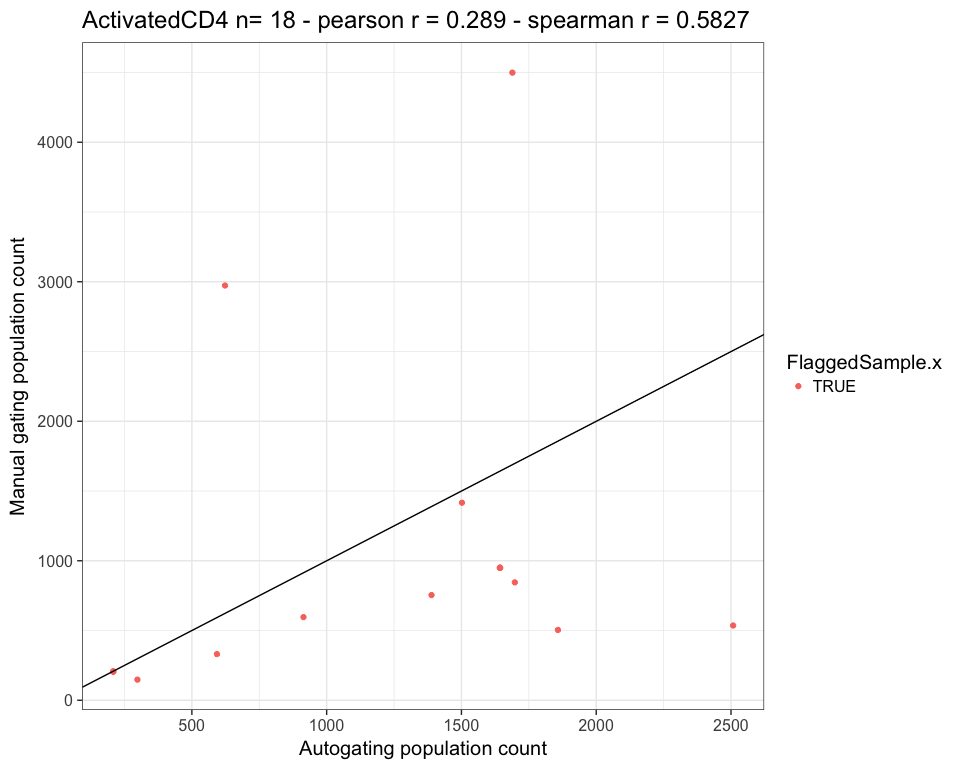 ActivatedCD4 n= 18 - pearson r = 0.289 - spearman r = 0.5827
Manual gating population count
4000
3000
2000
1000
0
500
1000
1500
2000
2500
Autogating population count
FlaggedSample.x
TRUE